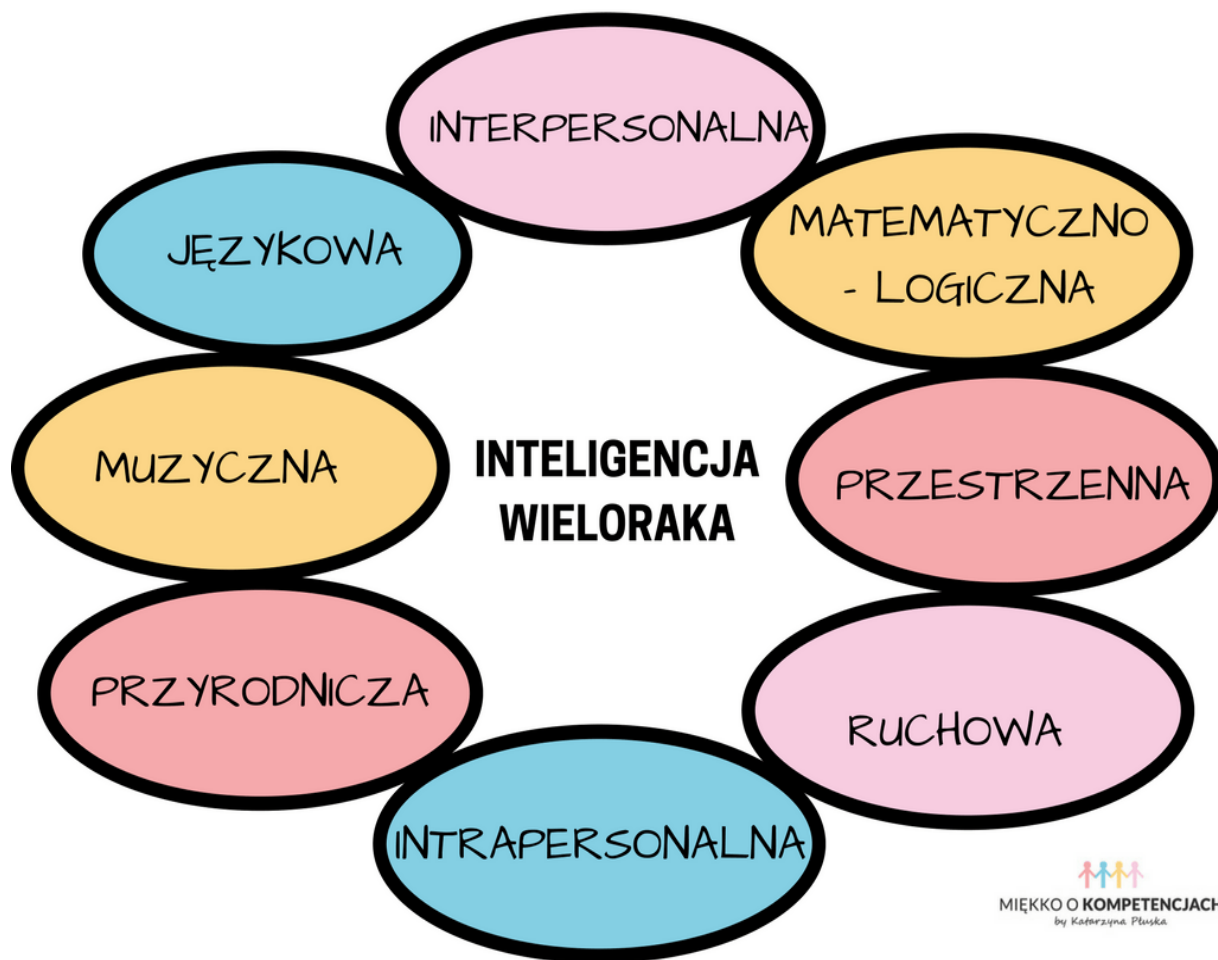 INTERPERSONALNA
MATEMATYCZNO
- LOGICZNA
JĘZYKOWA
MUZYCZNA
INTELIGENCJA
WIELORAKA
PRZESTRZENNA
PRZYRODNICZA
RUCHOWA
INTRAPERSONALNA
MIĘKKO O KOMPETENCJACH
by Katarzyna Płuska